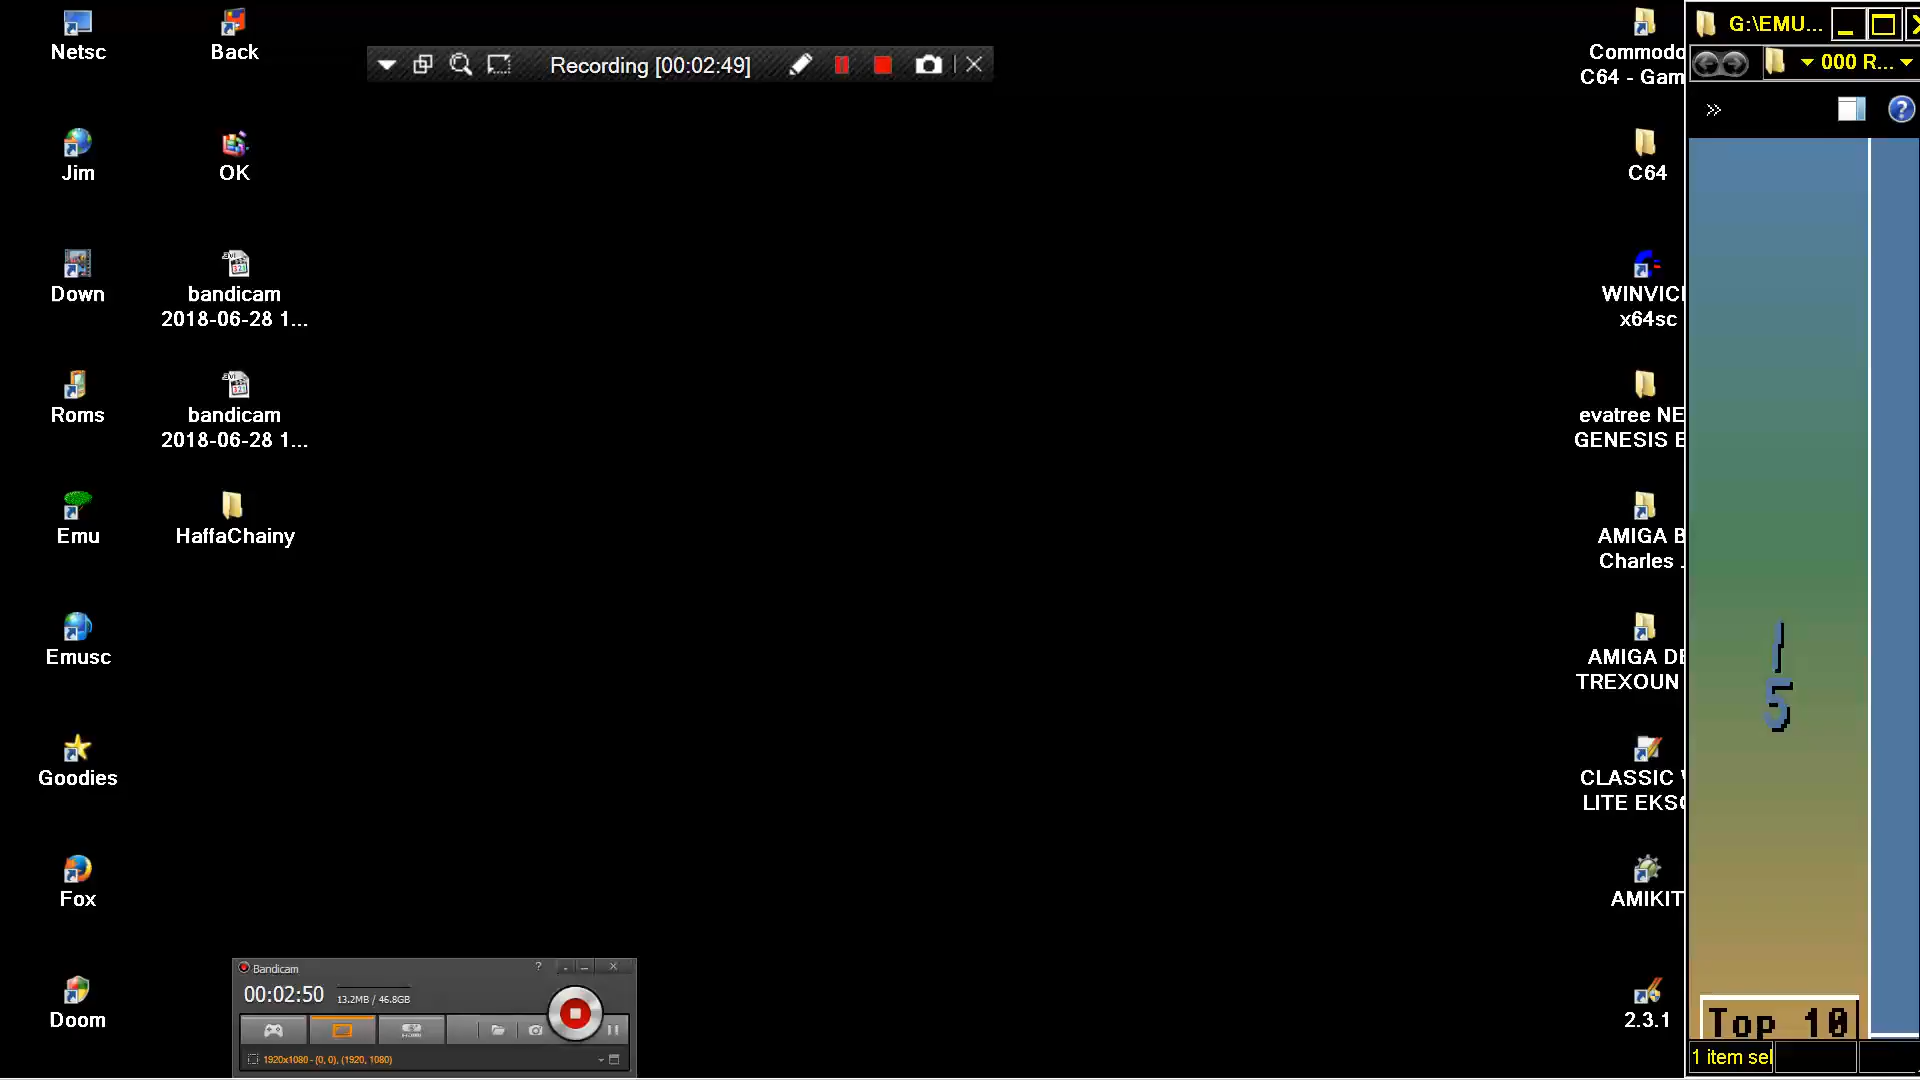 Netsc
Back
Jim
OK
Down
bandicam
2018-06-28 1...
Roms
bandicam
2018-06-28 1...
Emu
HaffaChainy
Emusc
Goodies
Fox
Doom
Recording [00:02:49]
Bandicam
?
00:02:50
13.2MB / 46.8GB
1920x1080 - (0, 0), (1920, 1080)
Commodo
C64 - Gam
C64
WINVICI
x64sc
evatree NE
GENESIS E
AMIGA B
Charles .
AMIGA DE
TREXOUN
CLASSIC
LITE EKS
AMIKIT
2.3.1
G:\EMU...
000 R...
»
?
5
Top 10
1 item sel